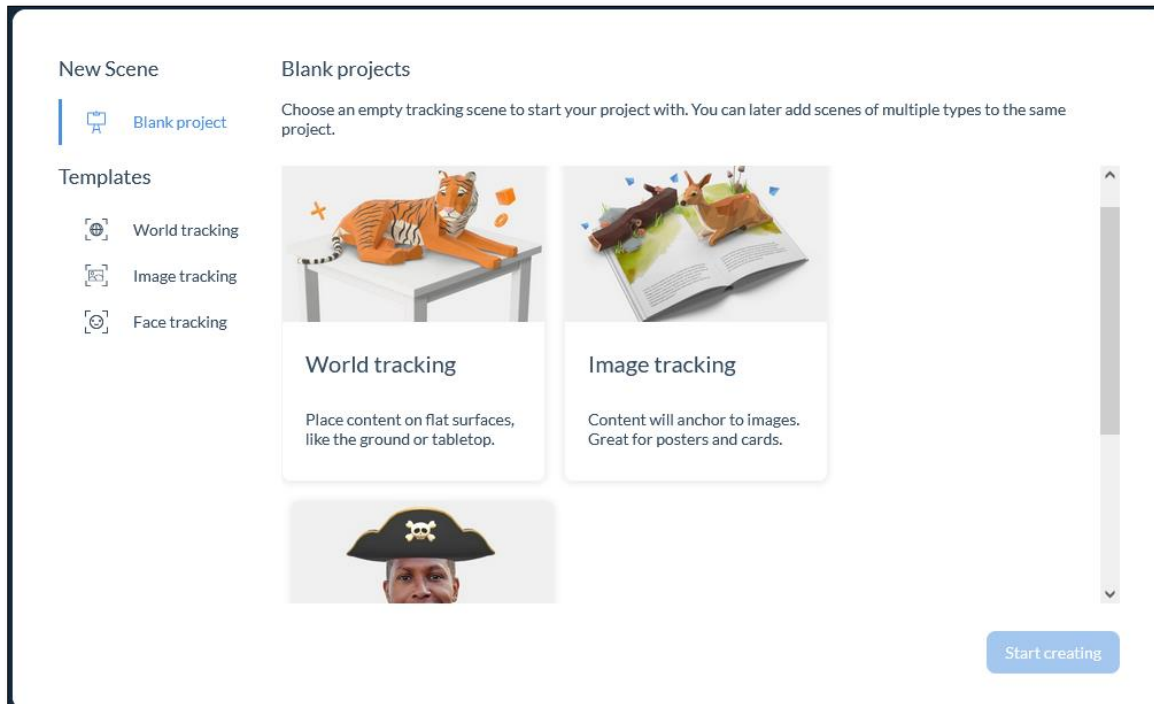 New Scene
Blank project
Templates
World tracking
Image tracking
Face tracking
Blank projects
Choose an empty tracking scene to start your project with. You can later add scenes of multiple types to the same
project.
World tracking
Place content on flat surfaces,
like the ground or tabletop.
Image tracking
Content will anchor to images.
Great for posters and cards.
Start creating